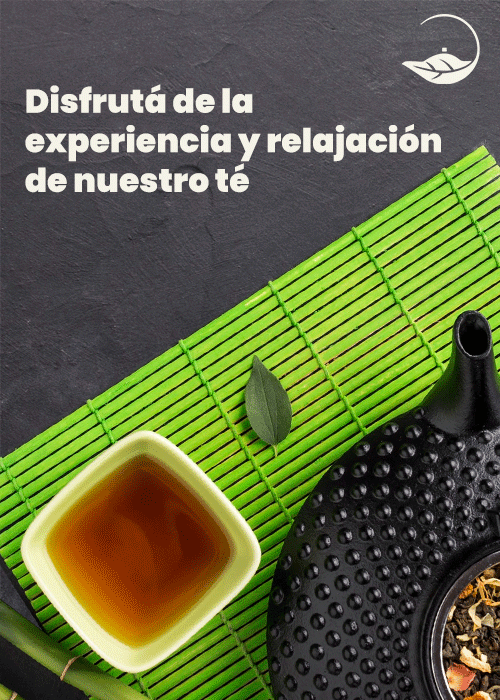 Disfrutá de la
experiencia y relajación
de nuestro té